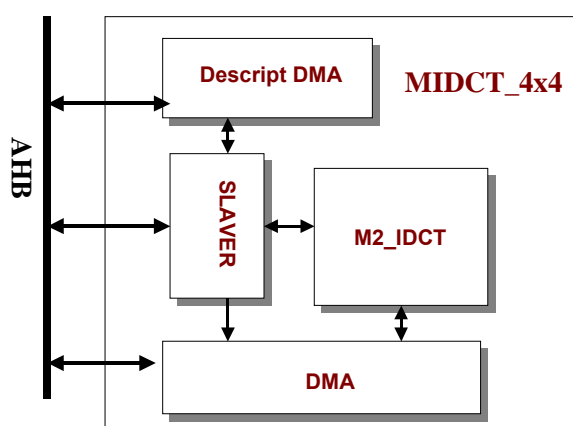 Descript DMA
MIDCT_4x4
AHB
SLAVER
M2_IDCT
DMA